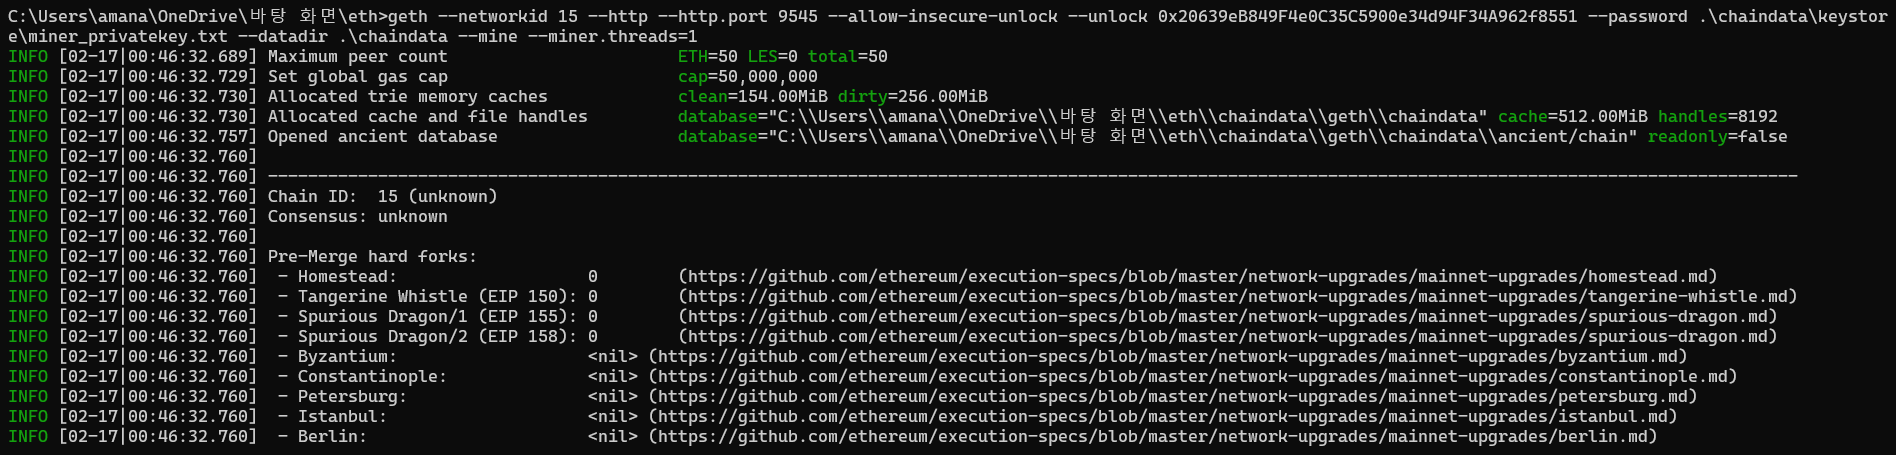 C:\Users\amana\OneDrive\바탕 화면\eth>geth --networkid 15 --http --http.port 9545 --allow-insecure-unlock --unlock 0x20639eB849F4e0C35C5900e34d94F34A962f8551 --password .\chaindata\keystor
e\miner_privatekey.txt --datadir .\chaindata --mine --miner.threads=1
INFO [02-17|00:46:32.689] Maximum peer count                       ETH=50 LES=0 total=50
INFO [02-17|00:46:32.729] Set global gas cap                       cap=50,000,000
INFO [02-17|00:46:32.730] Allocated trie memory caches             clean=154.00MiB dirty=256.00MiB
INFO [02-17|00:46:32.730] Allocated cache and file handles         database="C:\\Users\\amana\\OneDrive\\바탕 화면\\eth\\chaindata\\geth\\chaindata" cache=512.00MiB handles=8192
INFO [02-17|00:46:32.757] Opened ancient database                  database="C:\\Users\\amana\\OneDrive\\바탕 화면\\eth\\chaindata\\geth\\chaindata\\ancient/chain" readonly=false
INFO [02-17|00:46:32.760]
INFO [02-17|00:46:32.760] ---------------------------------------------------------------------------------------------------------------------------------------------------------
INFO [02-17|00:46:32.760] Chain ID:  15 (unknown)
INFO [02-17|00:46:32.760] Consensus: unknown
INFO [02-17|00:46:32.760]
INFO [02-17|00:46:32.760] Pre-Merge hard forks:
INFO [02-17|00:46:32.760]  - Homestead:                   0        (https://github.com/ethereum/execution-specs/blob/master/network-upgrades/mainnet-upgrades/homestead.md)
INFO [02-17|00:46:32.760]  - Tangerine Whistle (EIP 150): 0        (https://github.com/ethereum/execution-specs/blob/master/network-upgrades/mainnet-upgrades/tangerine-whistle.md)
INFO [02-17|00:46:32.760]  - Spurious Dragon/1 (EIP 155): 0        (https://github.com/ethereum/execution-specs/blob/master/network-upgrades/mainnet-upgrades/spurious-dragon.md)
INFO [02-17|00:46:32.760]  - Spurious Dragon/2 (EIP 158): 0        (https://github.com/ethereum/execution-specs/blob/master/network-upgrades/mainnet-upgrades/spurious-dragon.md)
INFO [02-17|00:46:32.760]  - Byzantium:                   <nil> (https://github.com/ethereum/execution-specs/blob/master/network-upgrades/mainnet-upgrades/byzantium.md)
INFO [02-17|00:46:32.760]  - Constantinople:              <nil> (https://github.com/ethereum/execution-specs/blob/master/network-upgrades/mainnet-upgrades/constantinople.md)
INFO [02-17|00:46:32.760]  - Petersburg:                  <nil> (https://github.com/ethereum/execution-specs/blob/master/network-upgrades/mainnet-upgrades/petersburg.md)
INFO [02-17|00:46:32.760]  - Istanbul:                    <nil> (https://github.com/ethereum/execution-specs/blob/master/network-upgrades/mainnet-upgrades/istanbul.md)
INFO [02-17|00:46:32.760]  - Berlin:                      <nil> (https://github.com/ethereum/execution-specs/blob/master/network-upgrades/mainnet-upgrades/berlin.md)